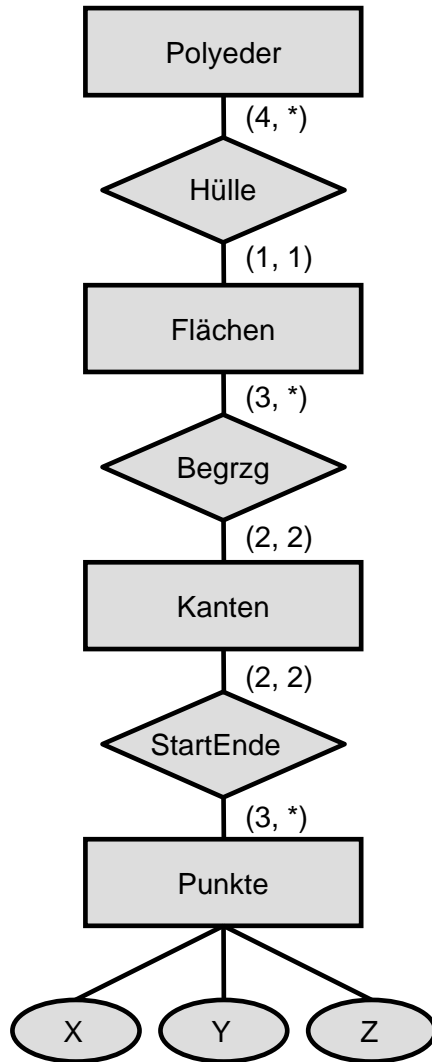 Polyeder
(4, *)
Hülle
(1, 1)
Flächen
(3, *)
Begrzg
(2, 2)
Kanten
(2, 2)
StartEnde
(3, *)
Punkte
X Y Z